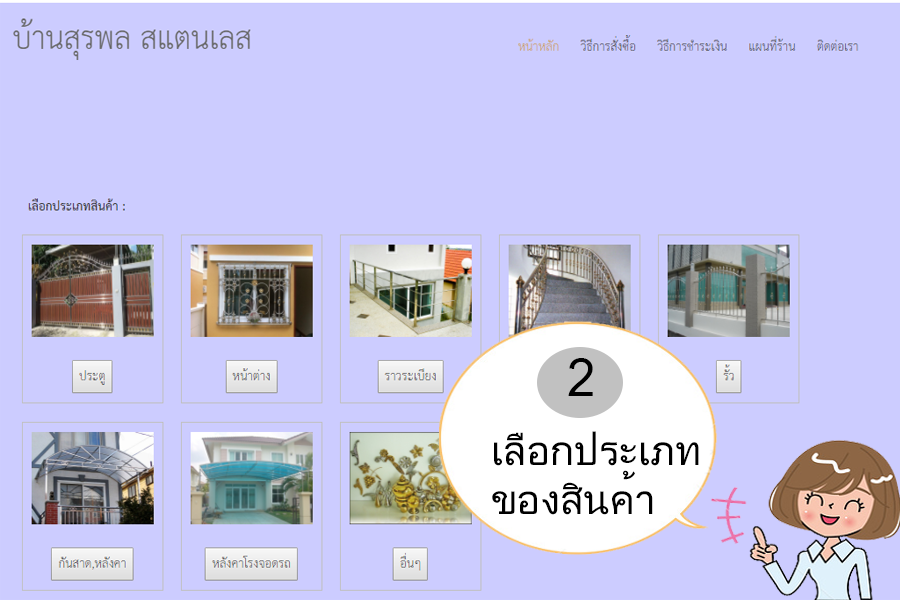 บ้านสุรพล สแตนเลส
หน้าหลัก วิธีการสั่งซื้อ วิธีการชำระเงิน แผนที่ร้าน ติดต่อเรา
เลือกประเภทสินค้า :
ประตู หน้าต่าง ราวระเบียง รั้ว
2
เลือกประเภท
ของสินค้า
กันสาด,หลังคา หลังคาโรงจอดรถ อื่นๆ